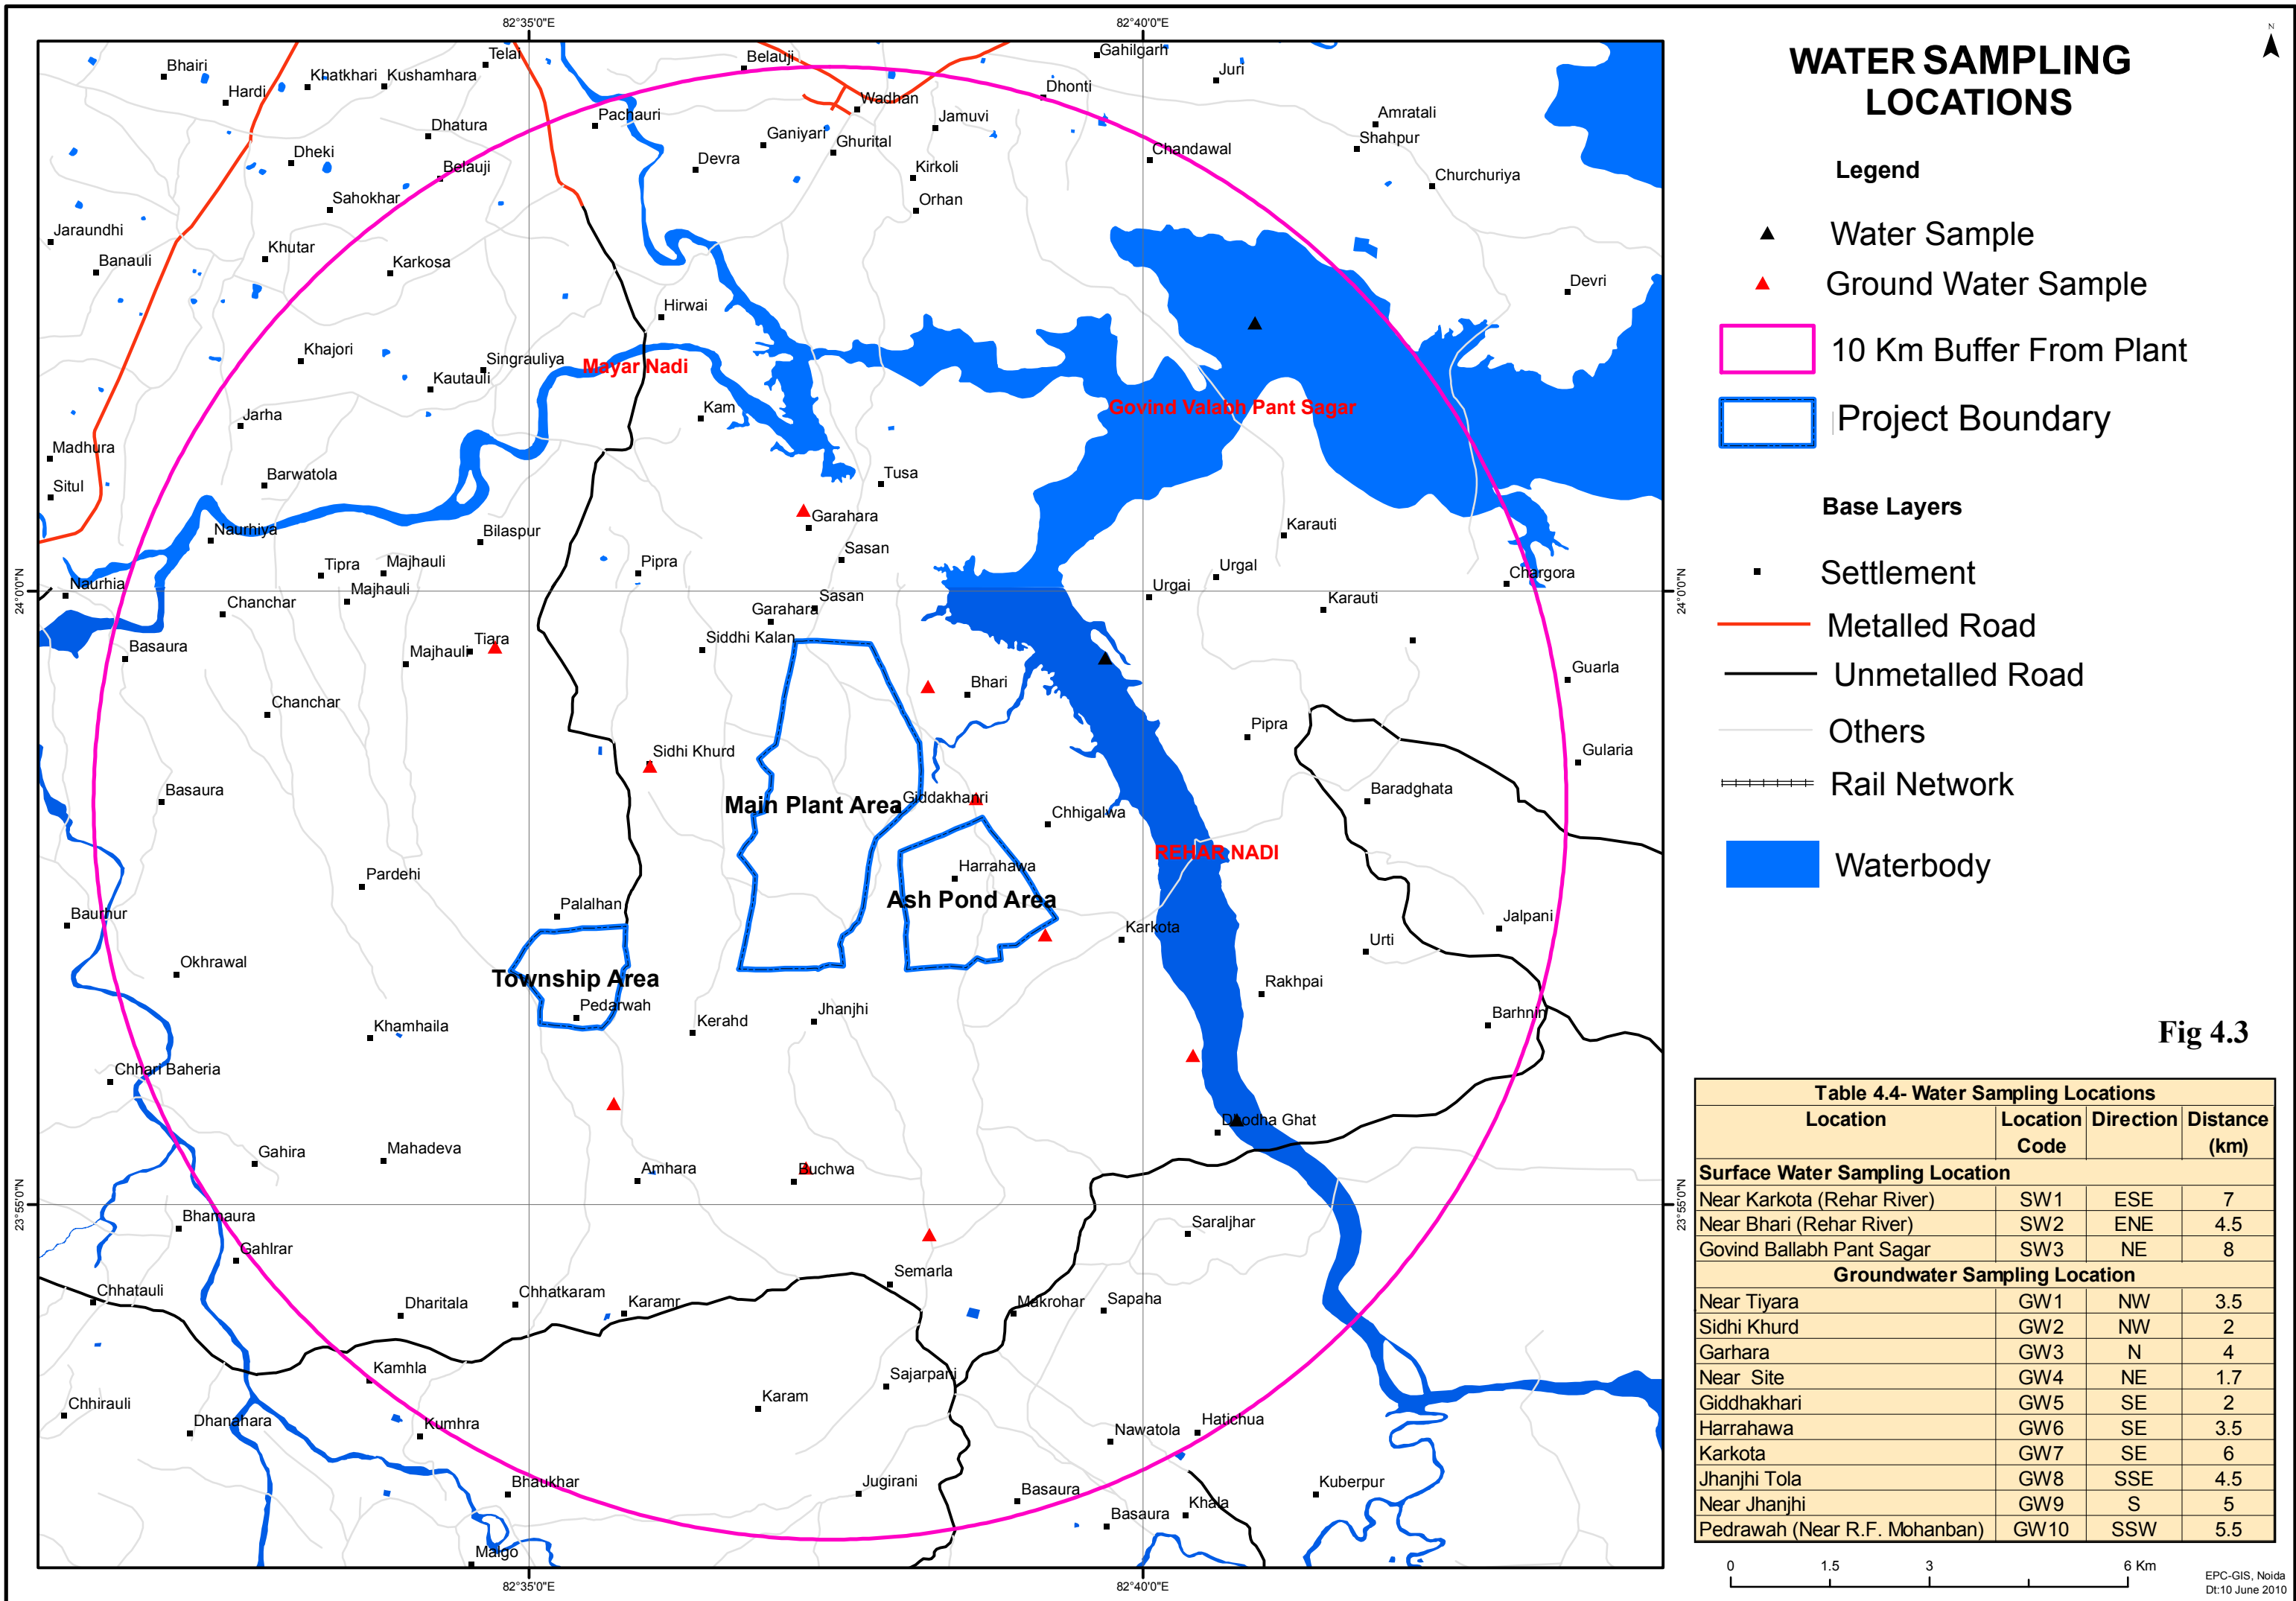 82°35'0"E
82°40'0"E
N
WATER SAMPLING
LOCATIONS
Legend
Water Sample
Ground Water Sample
10 Km Buffer From Plant
Project Boundary
Base Layers
Settlement
Metalled Road
Unmetalled Road
Others
Rail Network
Waterbody
Fig 4.3
Bhairi
Hardi
Khatkhari
Kushamhara
Telai
Belauji
Gahilgarh
Juri
Dhonti
Wadhan
Jamuvi
Amratali
Shahpur
Pachauri
Dhatura
Dheki
Belauji
Sahokhar
Devra
Ganiyari
Ghurital
Kirkoli
Orhan
Chandawal
Churchuriya
Jaraundhi
Banauli
Khutar
Karkosa
Hirwai
Devri
Khajori
Singrauliya
Kautauli
Mayar Nadi
Kam
Govind Valabh Pant Sagar
Jarha
Madhura
Situl
Barwatola
Tusa
Garahara
Naurhiya
Bilaspur
Sasan
Karauti
Tipra
Majhauli
Pipra
Urgal
Chargora
24°0'0"N
24°0'0"N
Naurhia
Chanchar
Majhauli
Sasan
Garahara
Urgai
Karauti
Siddhi Kalan
Basaura
Majhauli
Tiara
Guarla
Chanchar
Bhari
Pipra
Sidhi Khurd
Gularia
Basaura
Main Plant Area
Giddakhanri
Chhigalwa
Baradghata
REHAR NADI
Pardehi
Harrahawa
Ash Pond Area
Palalhan
Baurhur
Karkota
Urti
Jalpani
Okhrawal
Township Area
Pedarwah
Rakhpai
Khamhaila
Kerahd
Jhanjhi
Barhnin
Chhari Baheria
Dhodha Ghat
Gahira
Mahadeva
Amhara
Buchwa
23°55'0"N
23°55'0"N
Bhamaura
Gahlrar
Saraljhar
Semarla
Chhatauli
Dharitala
Chhatkaram
Karamr
Makrohar
Sapaha
Kamhla
Sajarpani
Karam
Chhirauli
Dhanahara
Kumhra
Nawatola
Hatichua
Bhaukhar
Jugirani
Basaura
Khala
Kuberpur
Basaura
Malgo
82°35'0"E
82°40'0"E
Table 4.4- Water Sampling Locations
Location Location Code Direction Distance (km)
Surface Water Sampling Location
Near Karkota (Rehar River) SW1 ESE 7
Near Bhari (Rehar River) SW2 ENE 4.5
Govind Ballabh Pant Sagar SW3 NE 8
Groundwater Sampling Location
Near Tiyara GW1 NW 3.5
Sidhi Khurd GW2 NW 2
Garhara GW3 N 4
Near Site GW4 NE 1.7
Giddhakhari GW5 SE 2
Harrahawa GW6 SE 3.5
Karkota GW7 SE 6
Jhanjhi Tola GW8 SSE 4.5
Near Jhanjhi GW9 S 5
Pedrawah (Near R.F. Mohanban) GW10 SSW 5.5
0 1.5 3 6 Km
EPC-GIS, Noida
Dt:10 June 2010